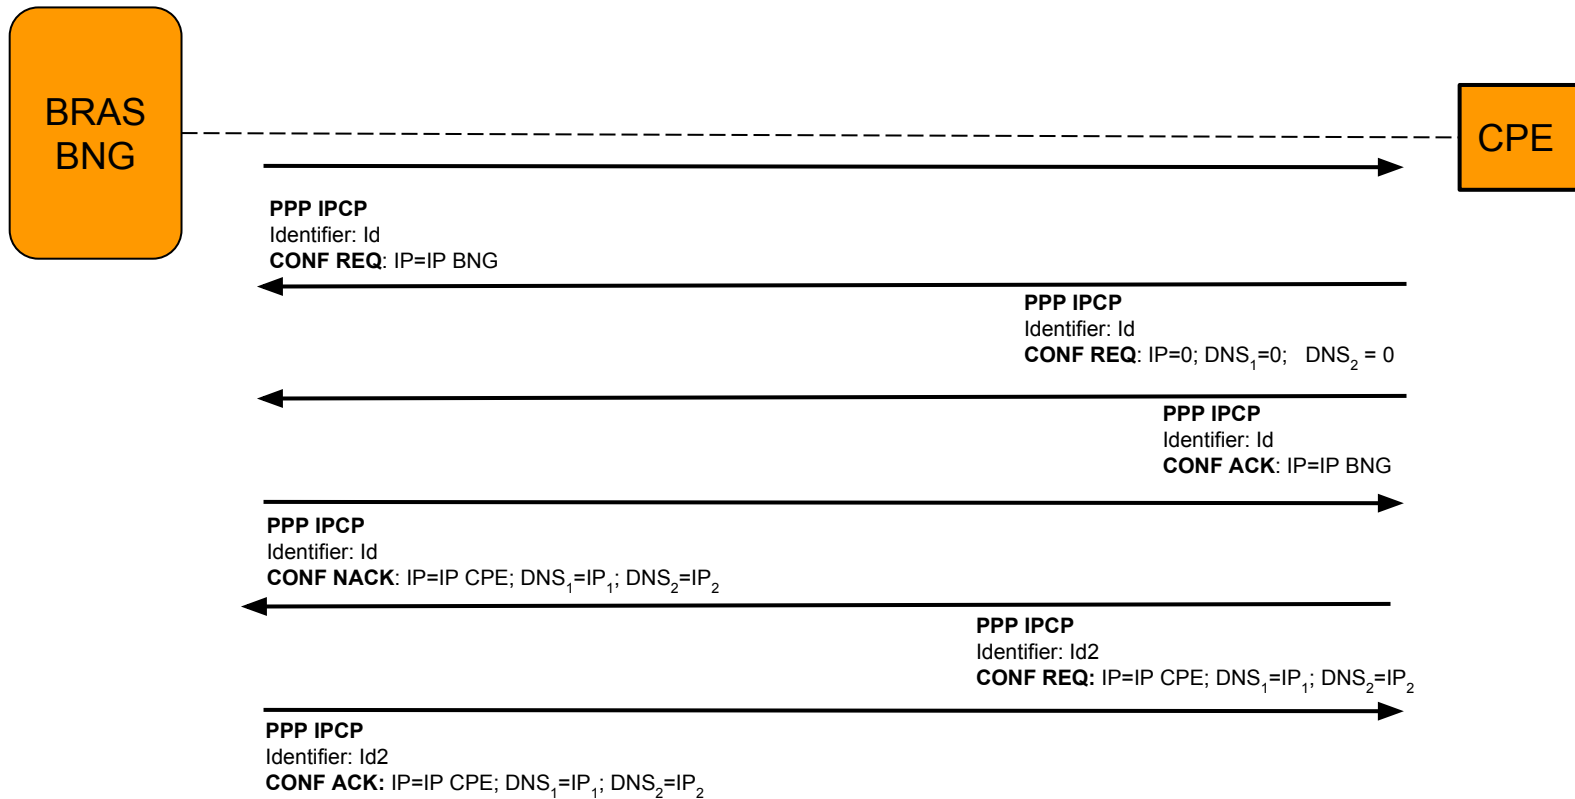 BRAS
BNG
CPE
PPP IPCP
Identifier: Id
CONF REQ: IP=IP BNG
PPP IPCP
Identifier: Id
CONF REQ: IP=0; DNS₁=0; DNS₂ = 0
PPP IPCP
Identifier: Id
CONF ACK: IP=IP BNG
PPP IPCP
Identifier: Id
CONF NACK: IP=IP CPE; DNS₁=IP₁; DNS₂=IP₂
PPP IPCP
Identifier: Id2
CONF REQ: IP=IP CPE; DNS₁=IP₁; DNS₂=IP₂
PPP IPCP
Identifier: Id2
CONF ACK: IP=IP CPE; DNS₁=IP₁; DNS₂=IP₂